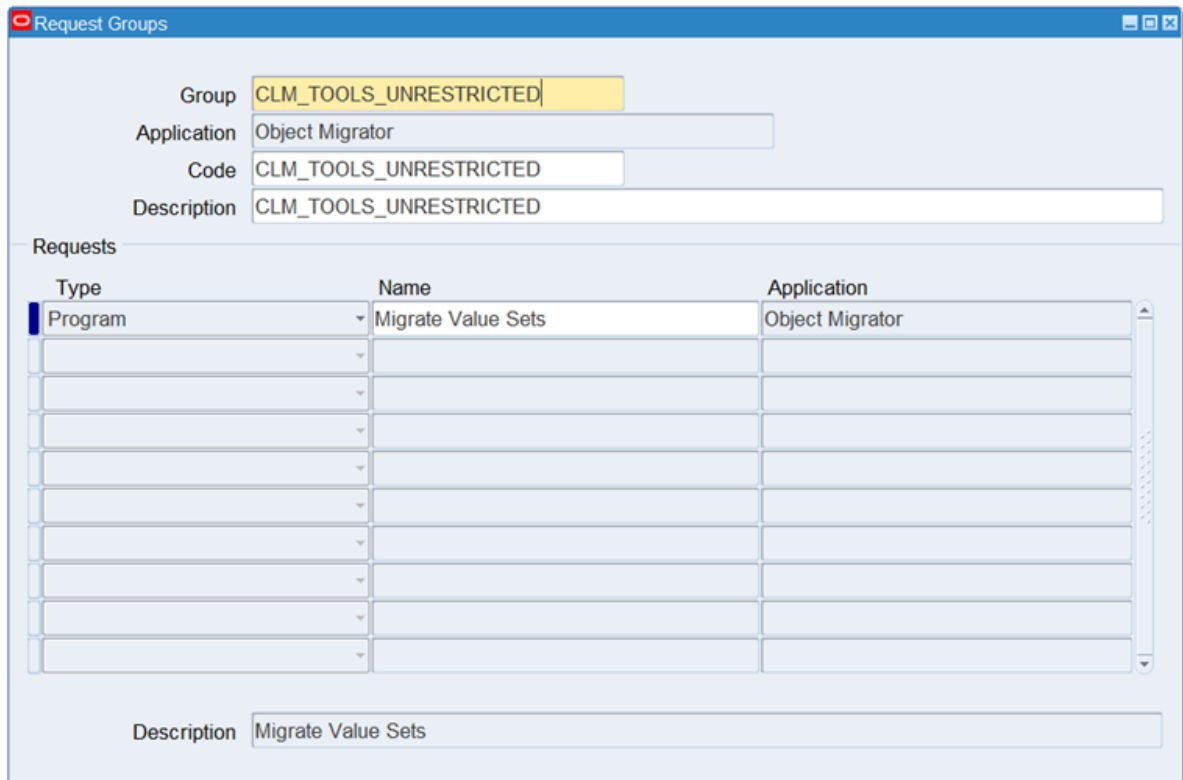 Request Groups
Group CLM_TOOLS_UNRESTRICTED
Application Object Migrator
Code CLM_TOOLS_UNRESTRICTED
Description CLM_TOOLS_UNRESTRICTED
Requests
Type Name Application
Program Migrate Value Sets Object Migrator
Description Migrate Value Sets